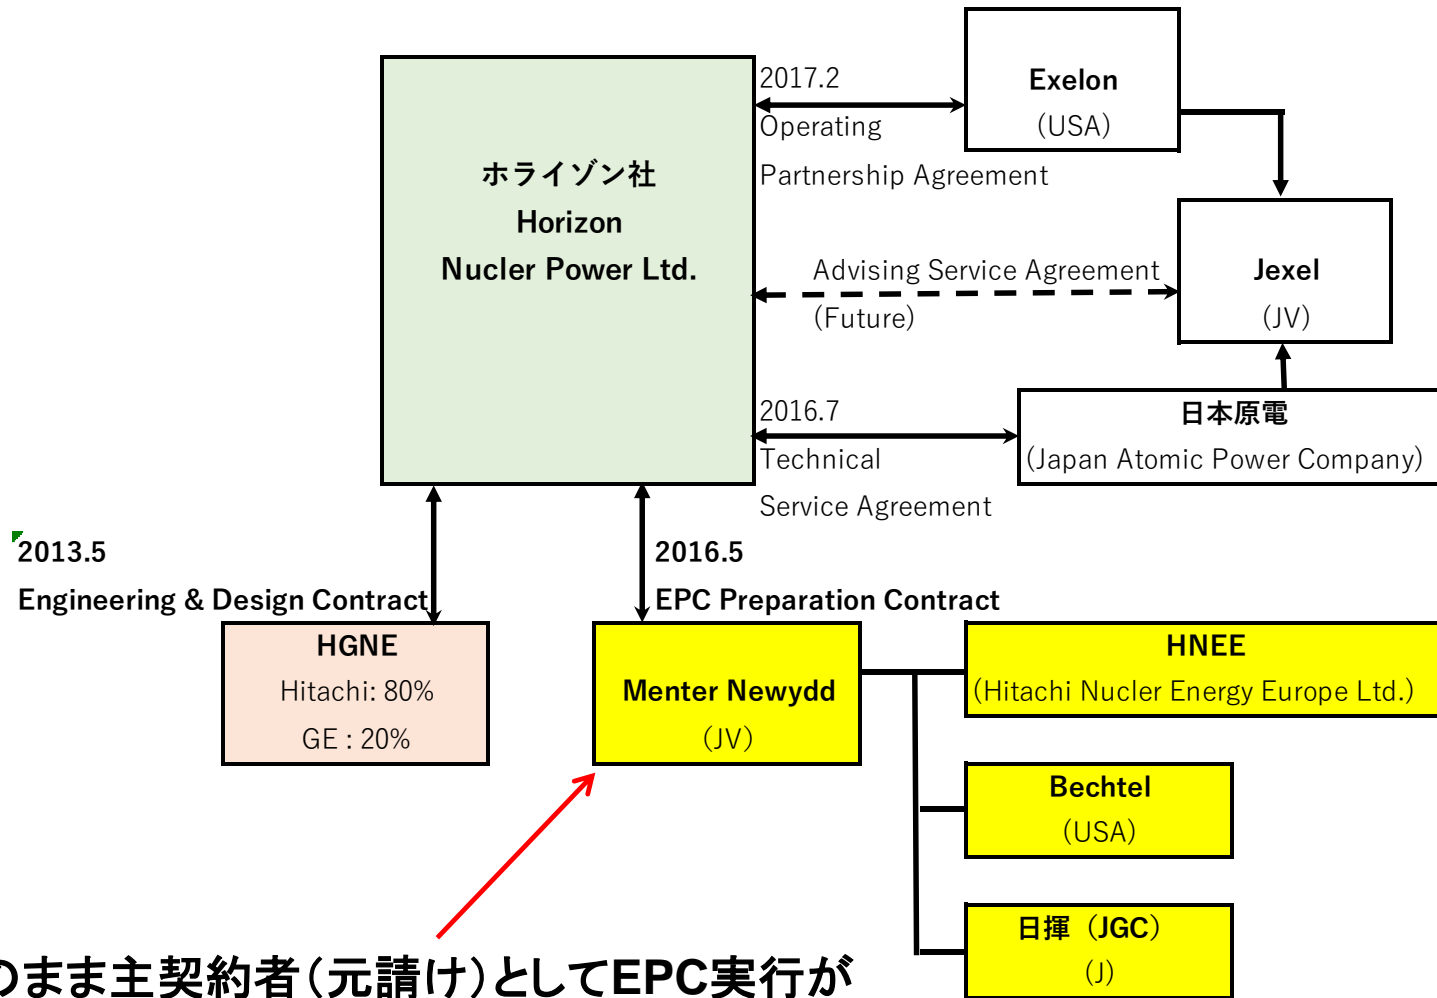 2017.2
Operating
Partnership Agreement
Exelon
(USA)
ホライゾン社
Horizon
Nucler Power Ltd.
Advising Service Agreement
(Future)
Jexel
(JV)
2016.7
Technical
Service Agreement
日本原電
(Japan Atomic Power Company)
2013.5
Engineering & Design Contract
2016.5
EPC Preparation Contract
HGNE
Hitachi: 80%
GE : 20%
Menter Newydd
(JV)
HNEE
(Hitachi Nucler Energy Europe Ltd.)
Bechtel
(USA)
日揮（JGC）
(J)
のまま主契約者（元請け）としてEPC実行が